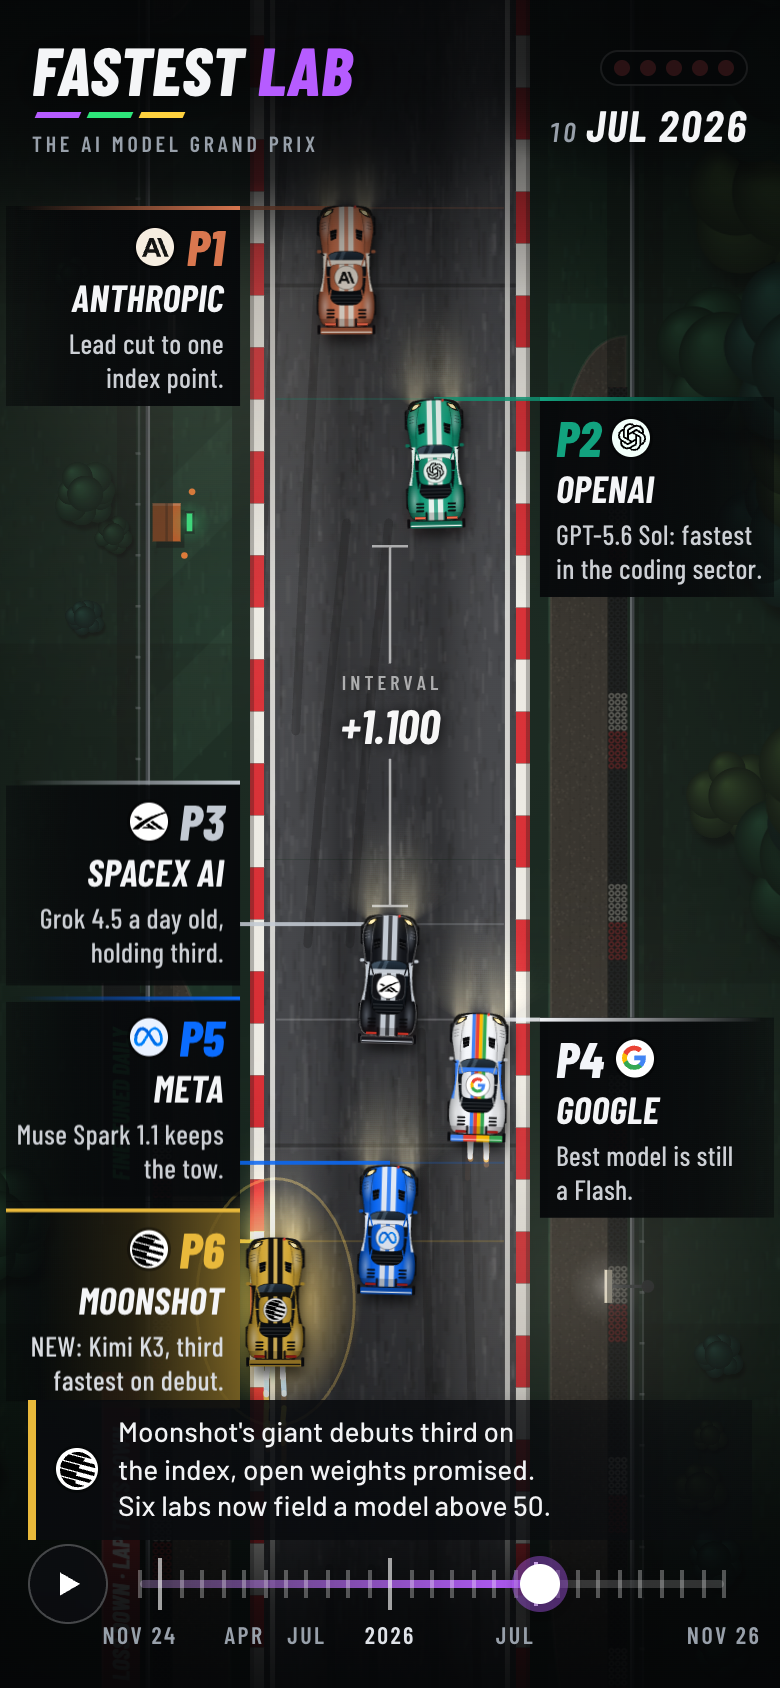 FASTEST LAB
THE AI MODEL GRAND PRIX
10 JUL 2026
P1
ANTHROPIC
Lead cut to one
index point.
P2
OPENAI
GPT-5.6 Sol: fastest
in the coding sector.
INTERVAL
+1.100
P3
SPACEX AI
Grok 4.5 a day old,
holding third.
P4
GOOGLE
Best model is still
a Flash.
P5
META
Muse Spark 1.1 keeps
the tow.
P6
MOONSHOT
NEW: Kimi K3, third
fastest on debut.
Moonshot's giant debuts third on
the index, open weights promised.
Six labs now field a model above 50.
NOV 24 APR JUL 2026 JUL NOV 26